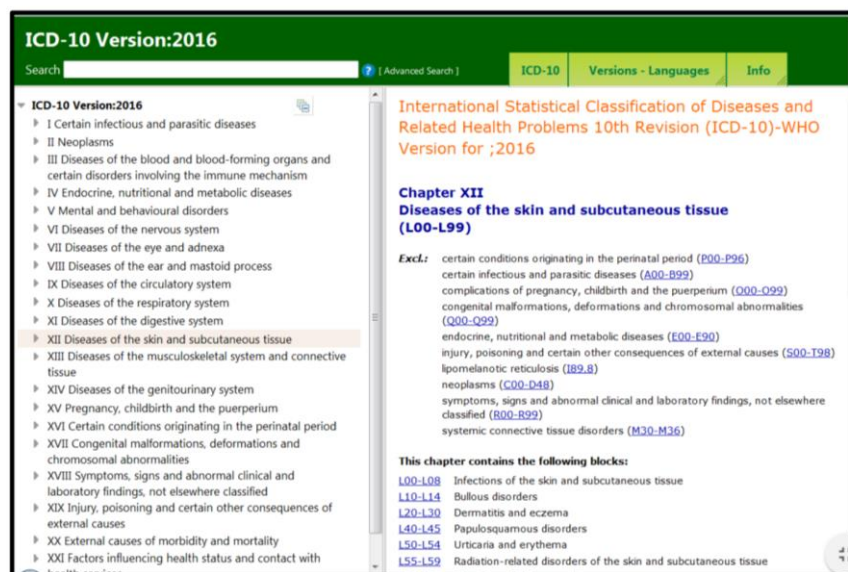 ICD-10 Version:2016
Search
? [ Advanced Search ]
ICD-10
Versions - Languages
Info
ICD-10 Version:2016
I Certain infectious and parasitic diseases
II Neoplasms
III Diseases of the blood and blood-forming organs and
certain disorders involving the immune mechanism
IV Endocrine, nutritional and metabolic diseases
V Mental and behavioural disorders
VI Diseases of the nervous system
VII Diseases of the eye and adnexa
VIII Diseases of the ear and mastoid process
IX Diseases of the circulatory system
X Diseases of the respiratory system
XI Diseases of the digestive system
XII Diseases of the skin and subcutaneous tissue
XIII Diseases of the musculoskeletal system and connective
tissue
XIV Diseases of the genitourinary system
XV Pregnancy, childbirth and the puerperium
XVI Certain conditions originating in the perinatal period
XVII Congenital malformations, deformations and
chromosomal abnormalities
XVIII Symptoms, signs and abnormal clinical and
laboratory findings, not elsewhere classified
XIX Injury, poisoning and certain other consequences of
external causes
XX External causes of morbidity and mortality
XXI Factors influencing health status and contact with
International Statistical Classification of Diseases and
Related Health Problems 10th Revision (ICD-10)-WHO
Version for ;2016
Chapter XII
Diseases of the skin and subcutaneous tissue
(L00-L99)
Excl.: certain conditions originating in the perinatal period (P00-P96)
certain infectious and parasitic diseases (A00-B99)
complications of pregnancy, childbirth and the puerperium (O00-O99)
congenital malformations, deformations and chromosomal abnormalities
(Q00-Q99)
endocrine, nutritional and metabolic diseases (E00-E90)
injury, poisoning and certain other consequences of external causes (S00-T98)
lipomelanotic reticulosis (I89.8)
neoplasms (C00-D48)
symptoms, signs and abnormal clinical and laboratory findings, not elsewhere
classified (R00-R99)
systemic connective tissue disorders (M30-M36)
This chapter contains the following blocks:
L00-L08 Infections of the skin and subcutaneous tissue
L10-L14 Bullous disorders
L20-L30 Dermatitis and eczema
L40-L45 Papulosquamous disorders
L50-L54 Urticaria and erythema
L55-L59 Radiation-related disorders of the skin and subcutaneous tissue